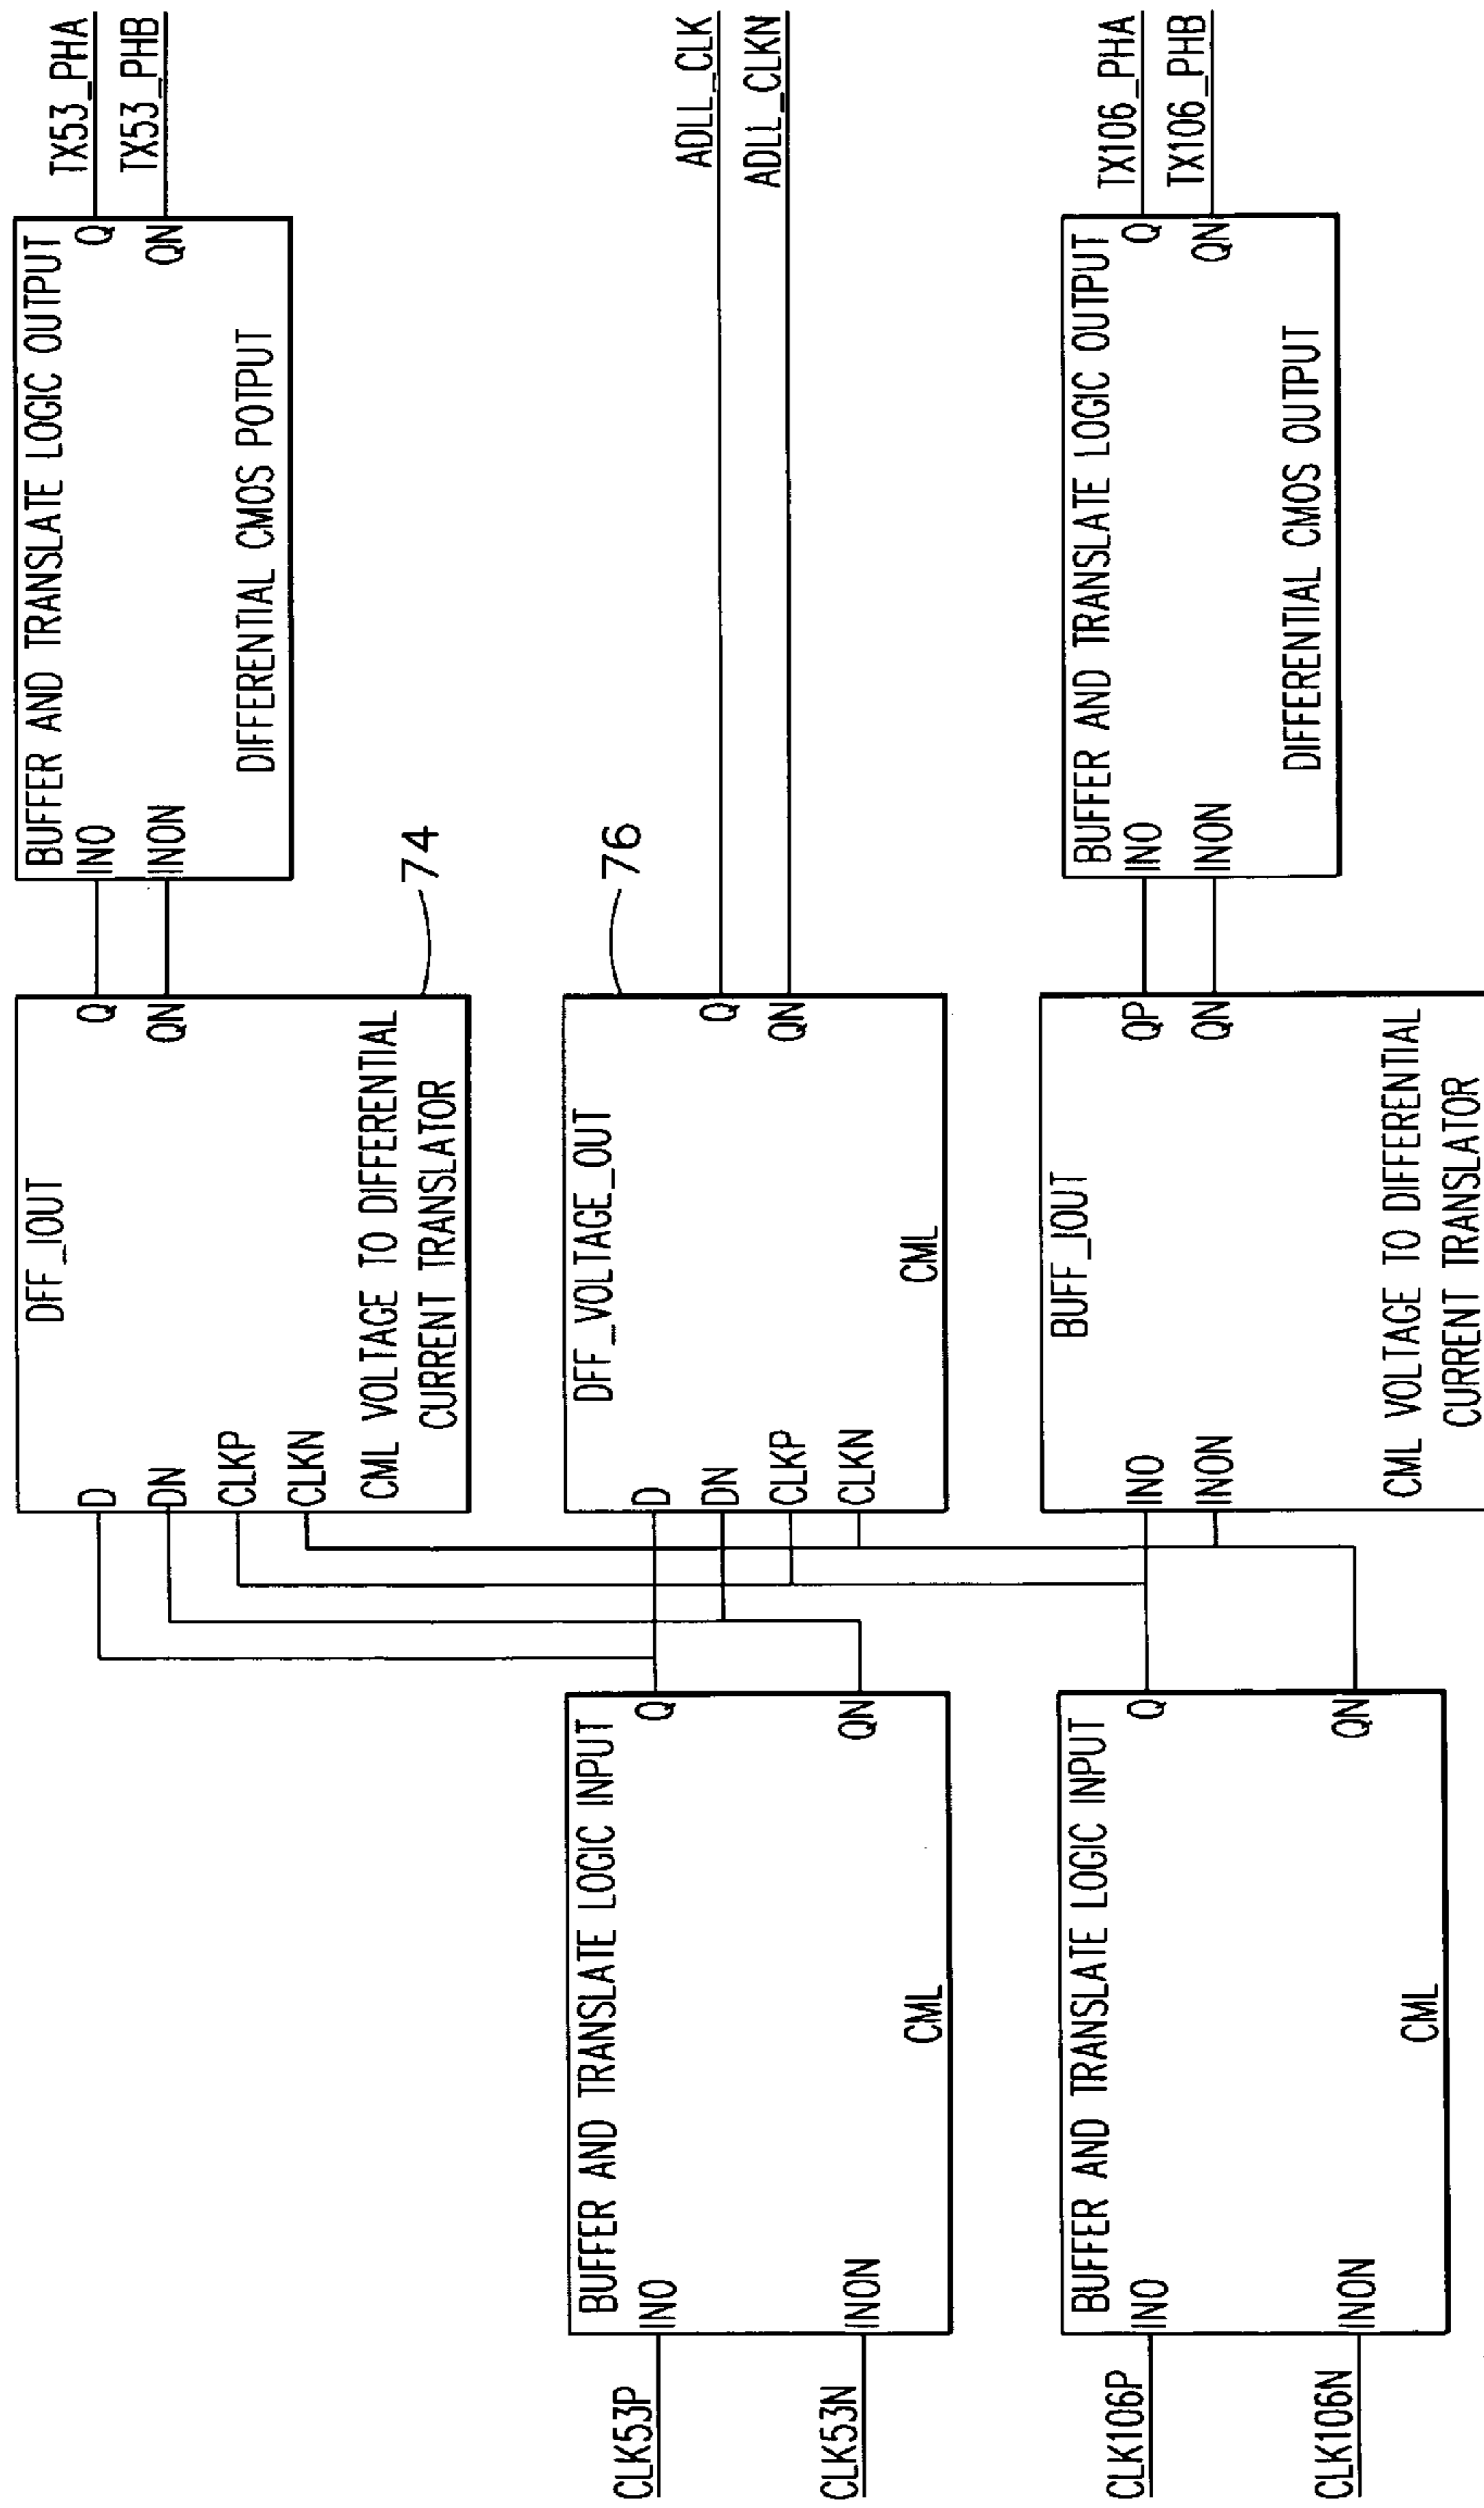 BUFFER AND TRANSLATE LOGIC OUTPUT
INO
Q
TX53_PHA
INON
QN
TX53_PHB
DIFFERENTIAL CMOS POTPUT
DFF_IOUT
D
Q
DN
QN
CLKP
CLKN
CML VOLTAGE TO DIFFERENTIAL
CURRENT TRANSLATOR
74
76
DFF_VOLTAGE_OUT
D
Q
DN
QN
CLKP
CLKN
CML
ADLL_CLK
ADLL_CLKN
BUFFER AND TRANSLATE LOGIC INPUT
CLK53P
INO
Q
CLK53N
INON
QN
CML
BUFF_IOUT
INO
QP
INON
QN
CML VOLTAGE TO DIFFERENTIAL
CURRENT TRANSLATOR
BUFFER AND TRANSLATE LOGIC OUTPUT
INO
Q
TX106_PHA
INON
QN
TX106_PHB
DIFFERENTIAL CMOS OUTPUT
BUFFER AND TRANSLATE LOGIC INPUT
CLK106P
INO
Q
CLK106N
INON
QN
CML